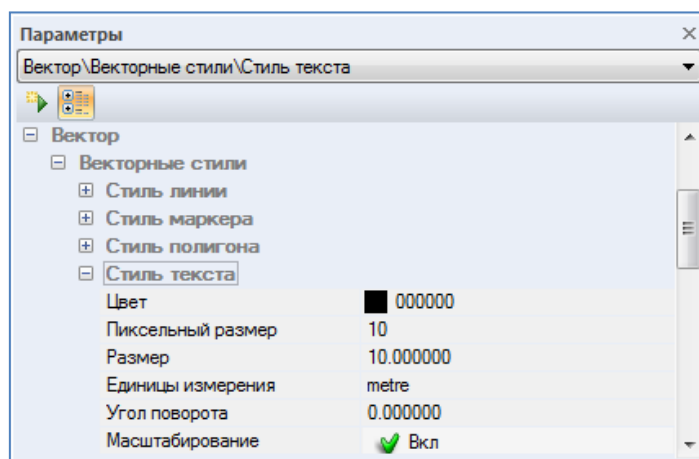 Параметры
Вектор\Векторные стили\Стиль текста
Вектор
Векторные стили
Стиль линии
Стиль маркера
Стиль полигона
Стиль текста
Цвет 000000
Пиксельный размер 10
Размер 10.000000
Единицы измерения metre
Угол поворота 0.000000
Масштабирование Вкл